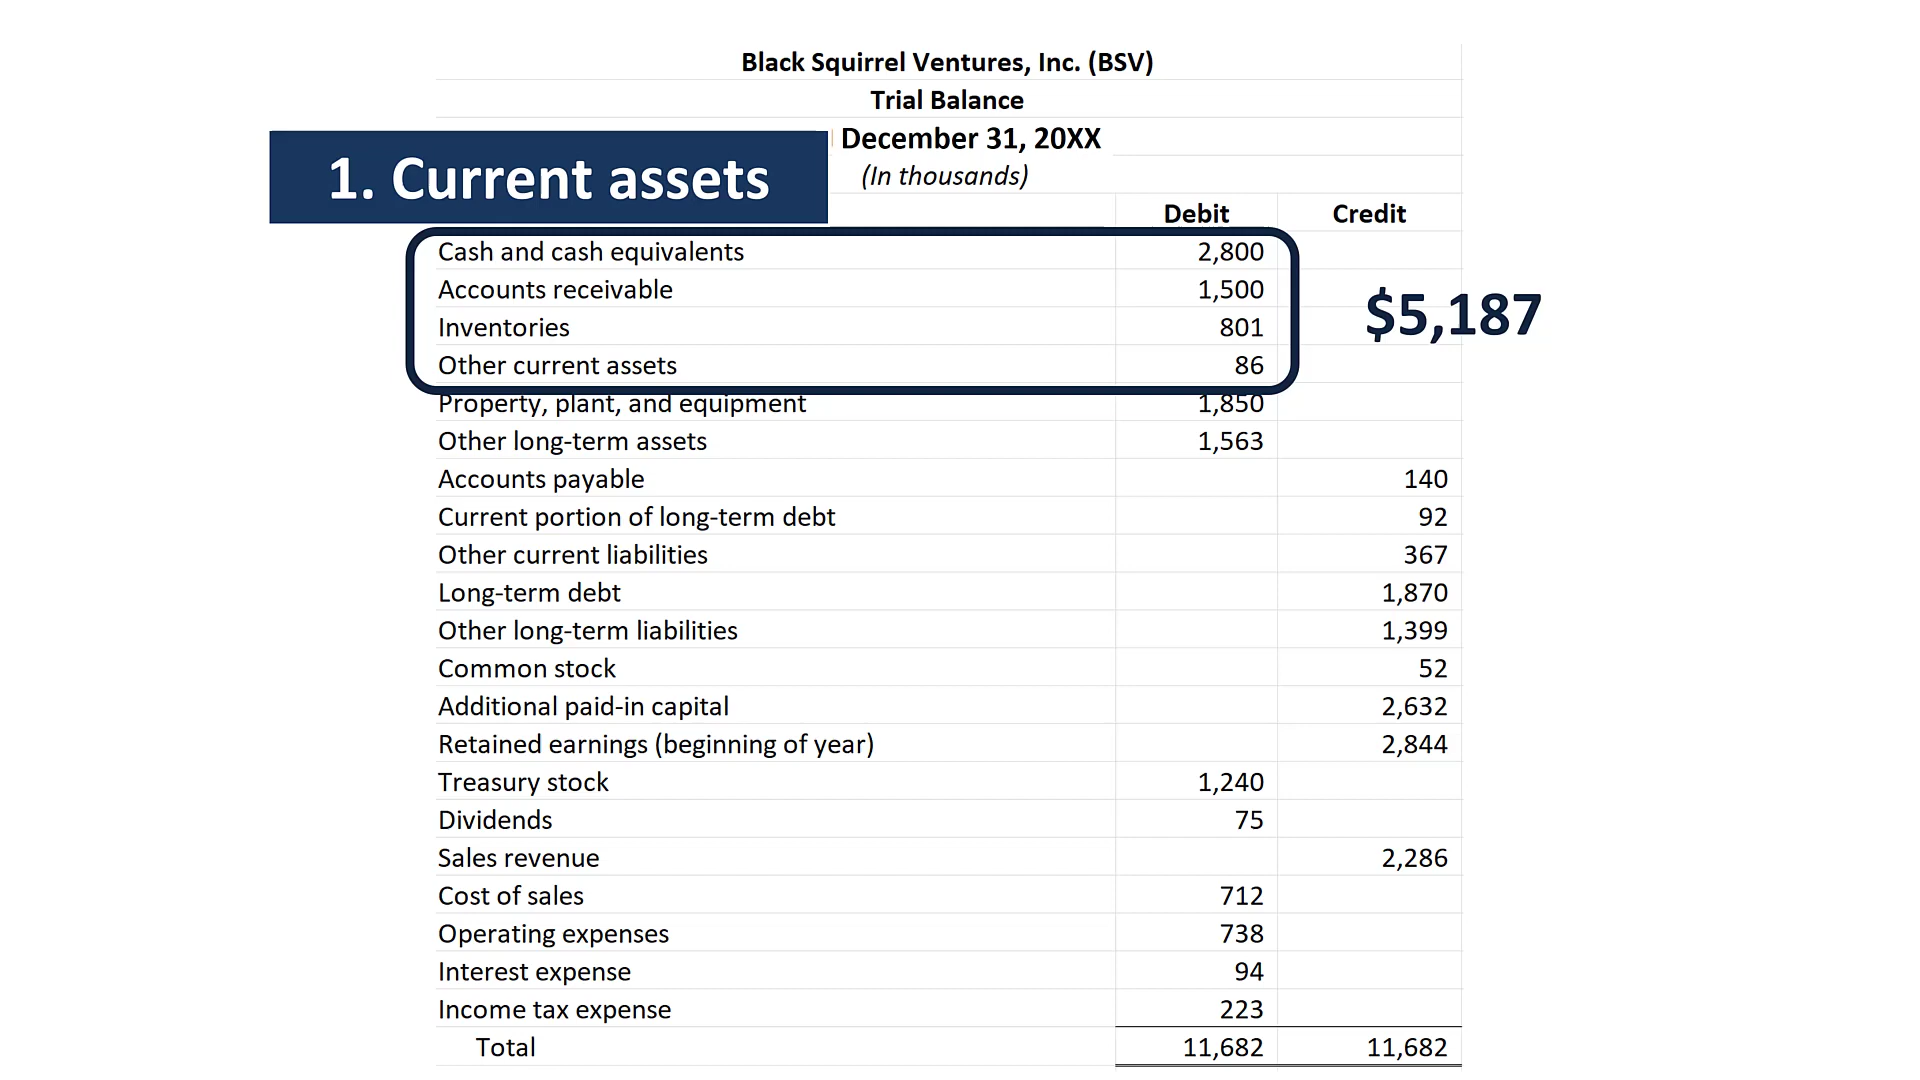 Black Squirrel Ventures, Inc. (BSV)
Trial Balance
December 31, 20XX
(In thousands)
1. Current assets
Debit Credit
Cash and cash equivalents 2,800
Accounts receivable 1,500
$5,187
Inventories 801
Other current assets 86
Property, plant, and equipment 1,850
Other long-term assets 1,563
Accounts payable 140
Current portion of long-term debt 92
Other current liabilities 367
Long-term debt 1,870
Other long-term liabilities 1,399
Common stock 52
Additional paid-in capital 2,632
Retained earnings (beginning of year) 2,844
Treasury stock 1,240
Dividends 75
Sales revenue 2,286
Cost of sales 712
Operating expenses 738
Interest expense 94
Income tax expense 223
Total 11,682 11,682